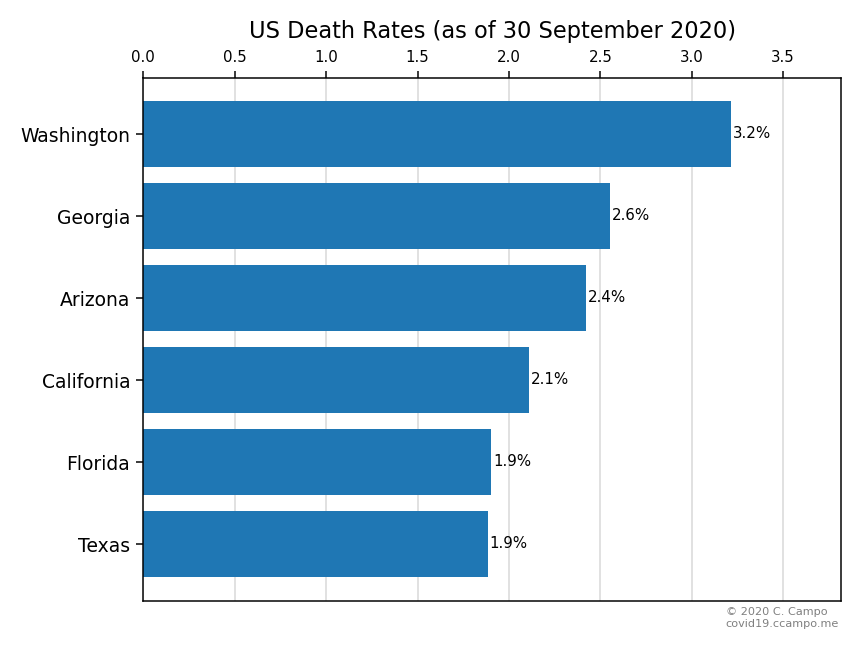 US Death Rates (as of 30 September 2020)
0.0 0.5 1.0 1.5 2.0 2.5 3.0 3.5
Washington 3.2%
Georgia 2.6%
Arizona 2.4%
California 2.1%
Florida 1.9%
Texas 1.9%
© 2020 C. Campo
covid19.ccampo.me